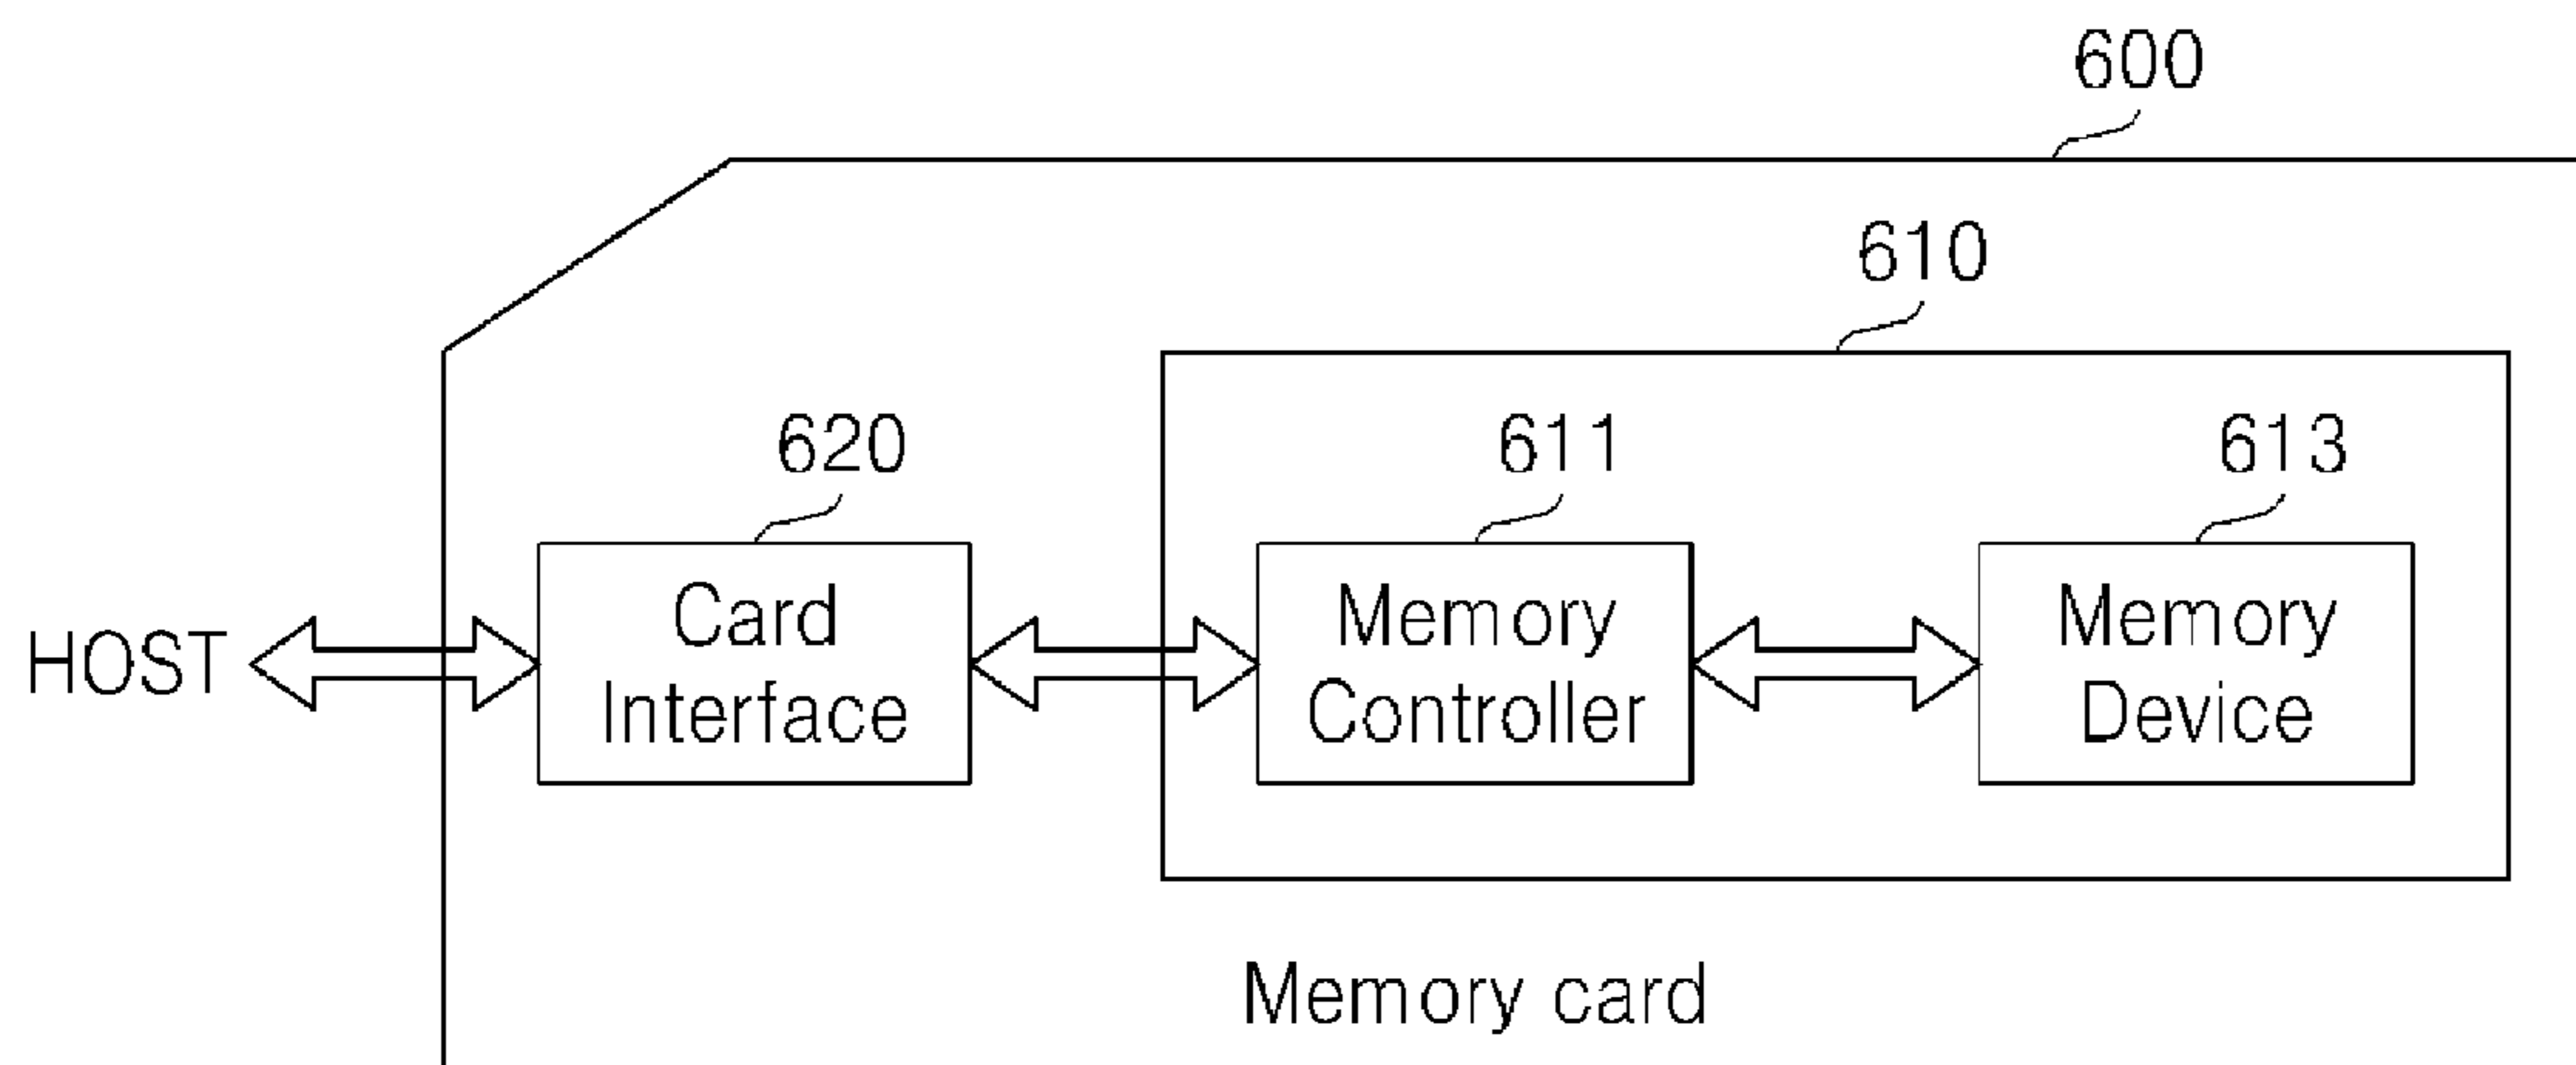 600
610
620
611
613
HOST
Card
Interface
Memory
Controller
Memory
Device
Memory card